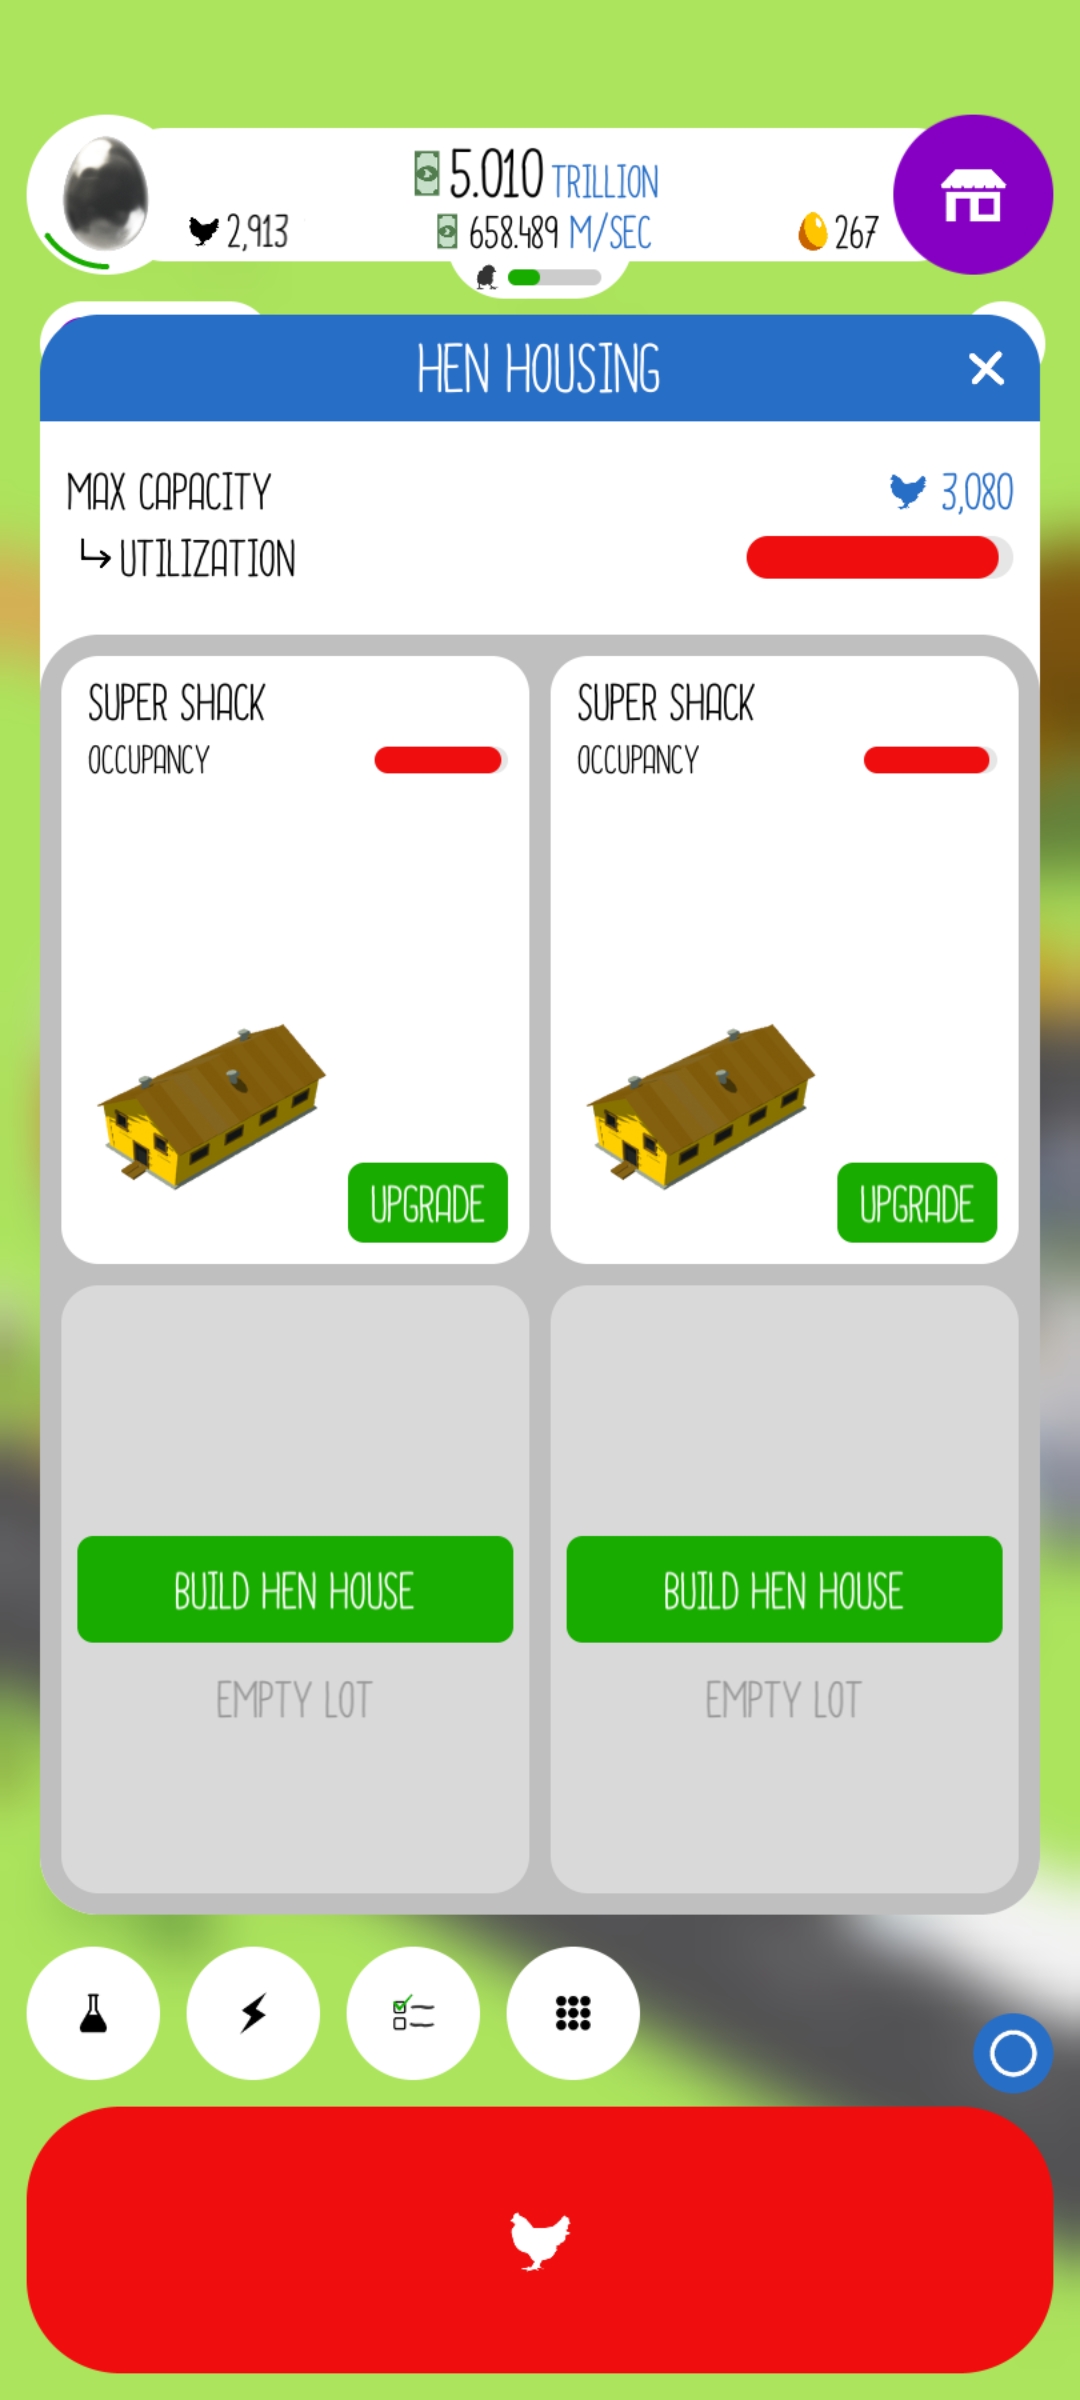 5.010 TRILLION
2,913 658.489 M/SEC 267
HEN HOUSING
MAX CAPACITY 3,080
UTILIZATION
SUPER SHACK SUPER SHACK
OCCUPANCY OCCUPANCY
UPGRADE UPGRADE
BUILD HEN HOUSE BUILD HEN HOUSE
EMPTY LOT EMPTY LOT